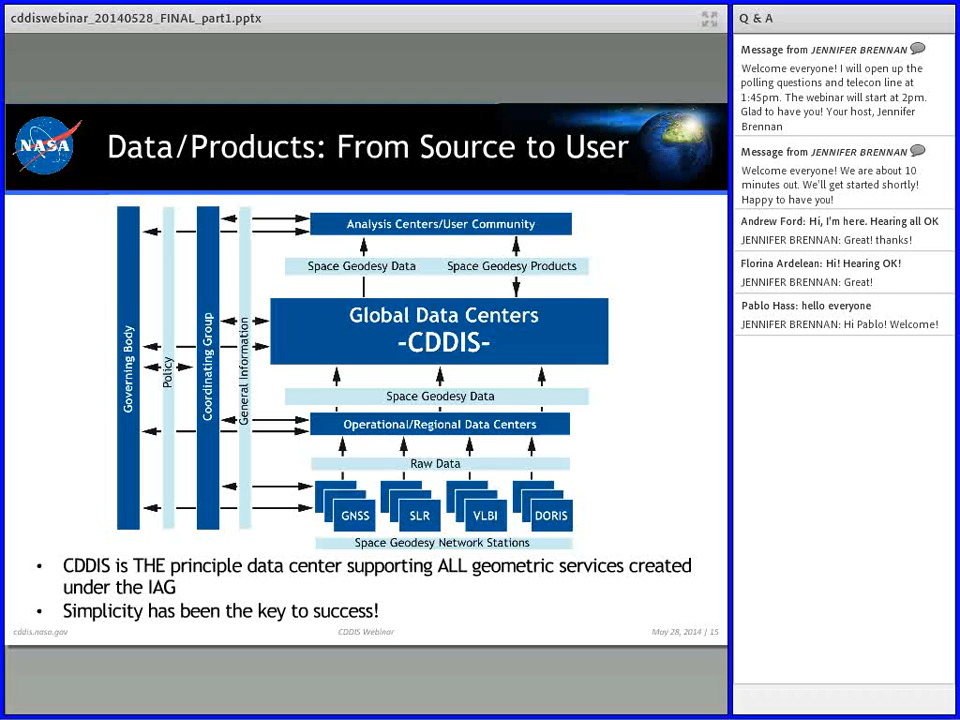 cddiswebinar_20140528_FINAL_part1.pptx
NASA
Data/Products: From Source to User
Governing Body
Policy
Coordinating Group
General Information
Analysis Centers/User Community
Space Geodesy Data
Space Geodesy Products
Global Data Centers
-CDDIS-
Space Geodesy Data
Operational/Regional Data Centers
Raw Data
GNSS
SLR
VLBI
DORIS
Space Geodesy Network Stations
• CDDIS is THE principle data center supporting ALL geometric services created
under the IAG
• Simplicity has been the key to success!
cddis.nasa.gov
CDDIS Webinar
May 28, 2014 | 15
Q & A
Message from JENNIFER BRENNAN
Welcome everyone! I will open up the
polling questions and telecon line at
1:45pm. The webinar will start at 2pm.
Glad to have you! Your host, Jennifer
Brennan
Message from JENNIFER BRENNAN
Welcome everyone! We are about 10
minutes out. We'll get started shortly!
Happy to have you!
Andrew Ford: Hi, I'm here. Hearing all OK
JENNIFER BRENNAN: Great! thanks!
Florina Ardelean: Hi! Hearing OK!
JENNIFER BRENNAN: Great!
Pablo Hass: hello everyone
JENNIFER BRENNAN: Hi Pablo! Welcome!